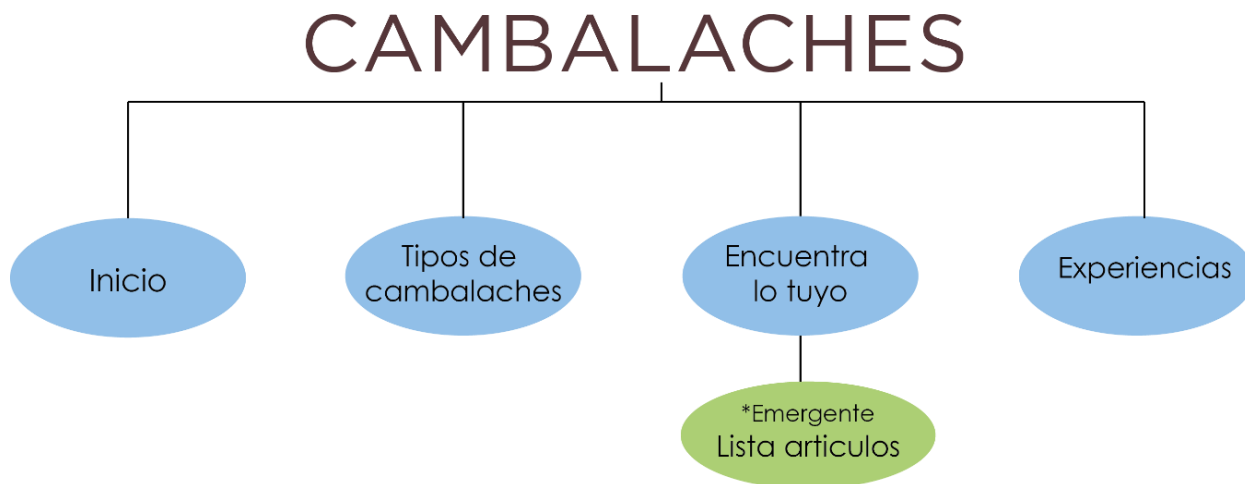 CAMBALACHES
Inicio
Tipos de
cambalaches
Encuentra
lo tuyo
Experiencias
*Emergente
Lista articulos